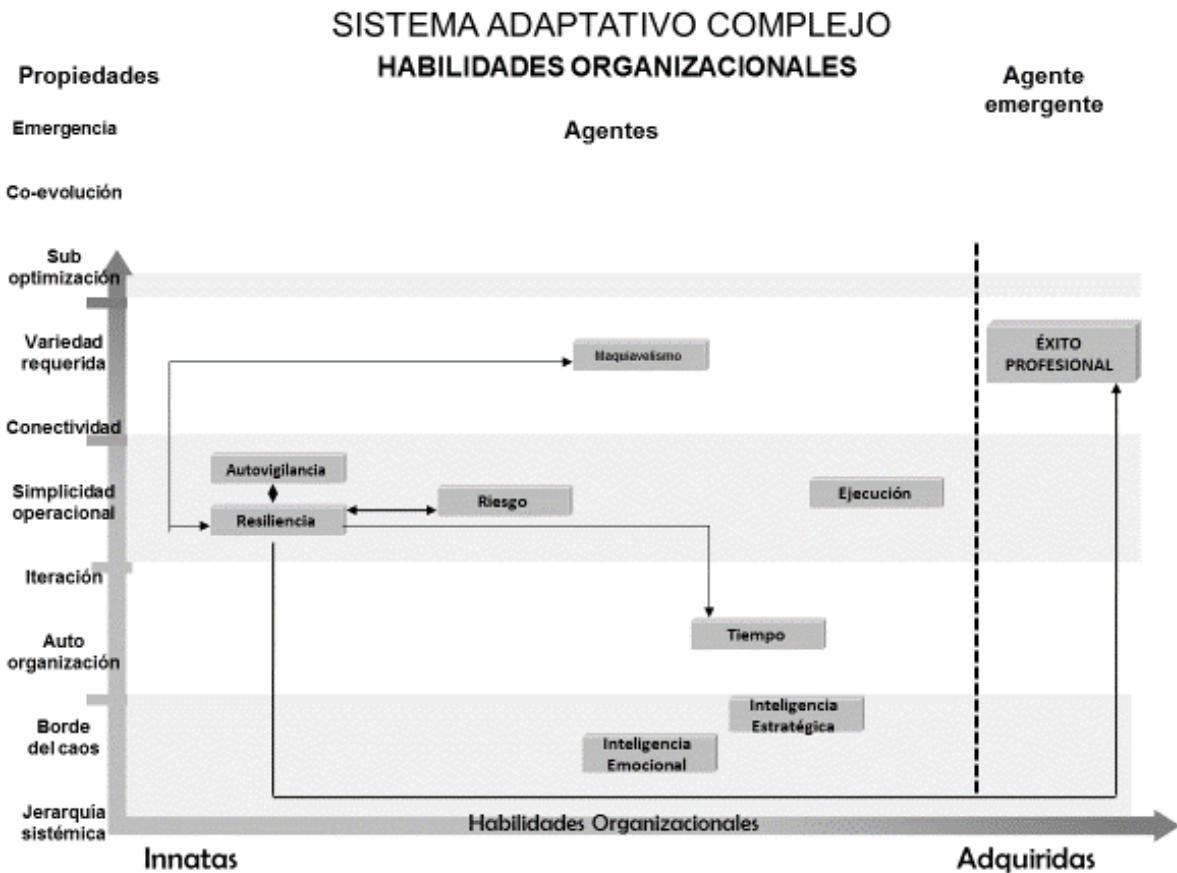 SISTEMA ADAPTATIVO COMPLEJO
HABILIDADES ORGANIZACIONALES
Propiedades
Agente
emergente
Emergencia
Agentes
Co-evolución
Sub
optimización
Variedad
requerida
Maquiavelismo
ÉXITO
PROFESIONAL
Conectividad
Autovigilancia
Simplicidad
operacional
Riesgo
Ejecución
Resiliencia
Iteración
Auto
organización
Tiempo
Borde
del caos
Inteligencia
Estratégica
Inteligencia
Emocional
Jerarquía
sistémica
Habilidades Organizacionales
Innatas
Adquiridas